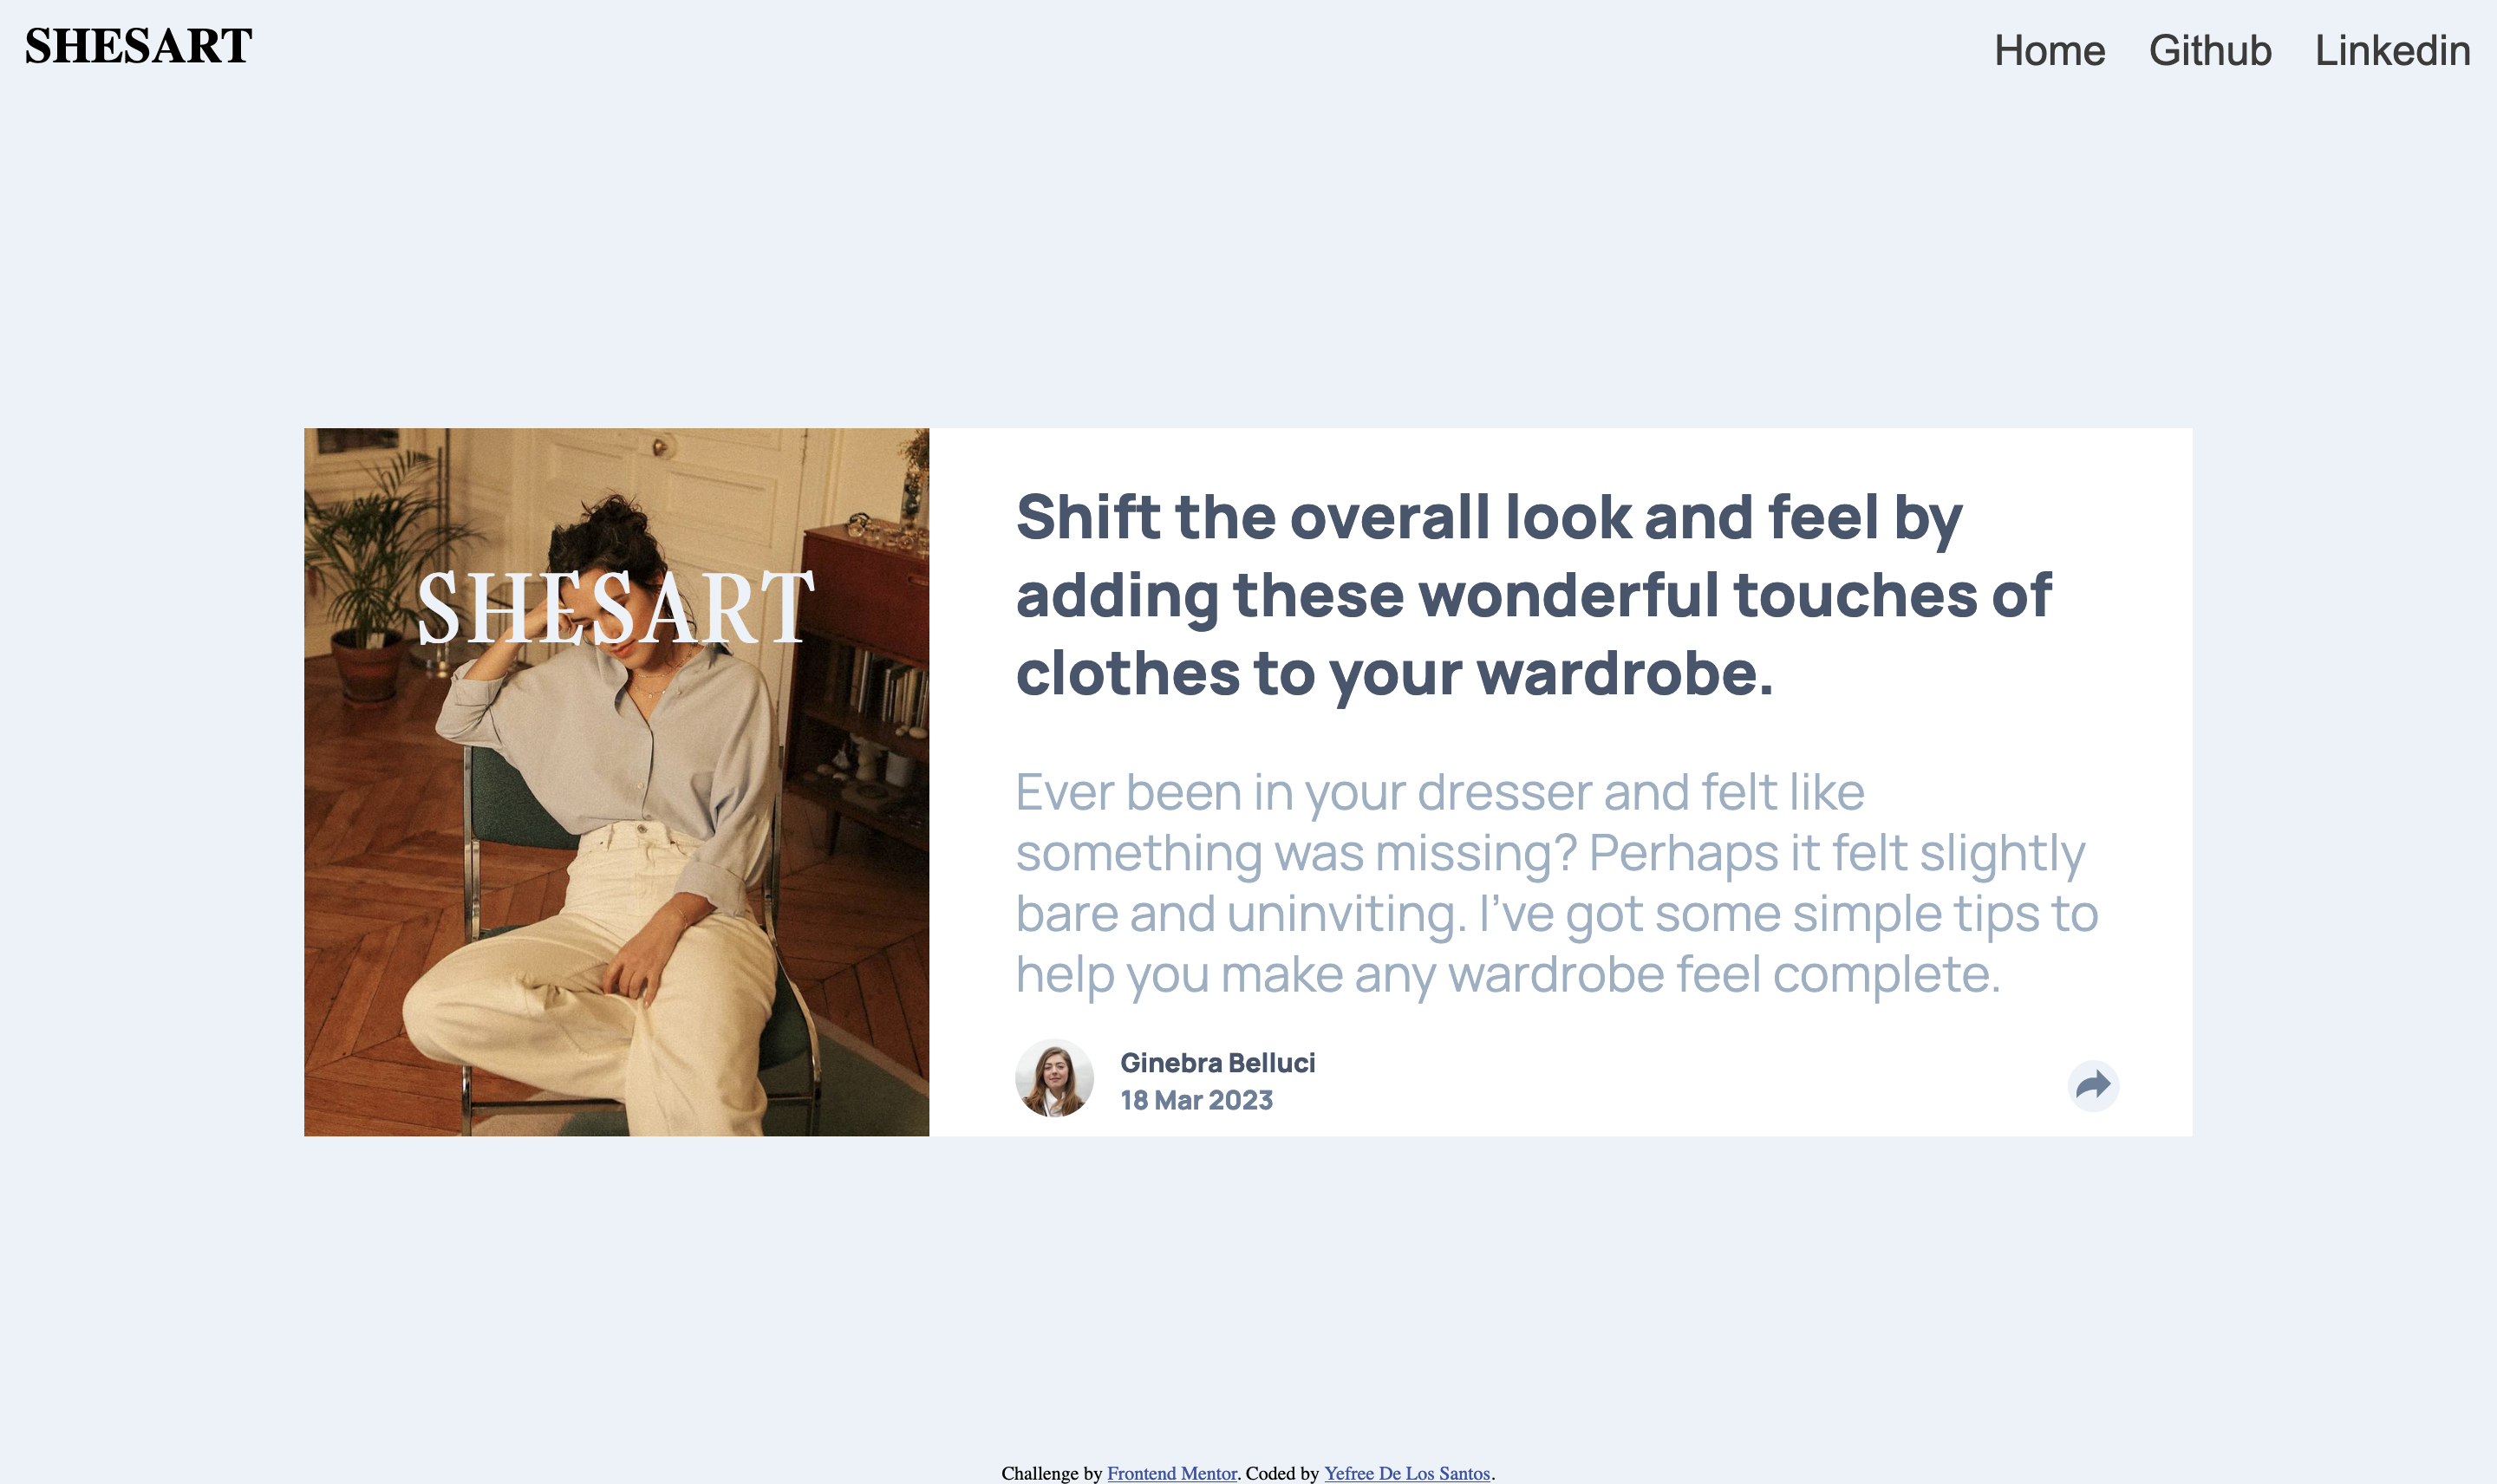 SHESART
Home Github Linkedin
SHESART
Shift the overall look and feel by
adding these wonderful touches of
clothes to your wardrobe.
Ever been in your dresser and felt like
something was missing? Perhaps it felt slightly
bare and uninviting. I’ve got some simple tips to
help you make any wardrobe feel complete.
Ginebra Belluci
18 Mar 2023
Challenge by Frontend Mentor. Coded by Yefree De Los Santos.